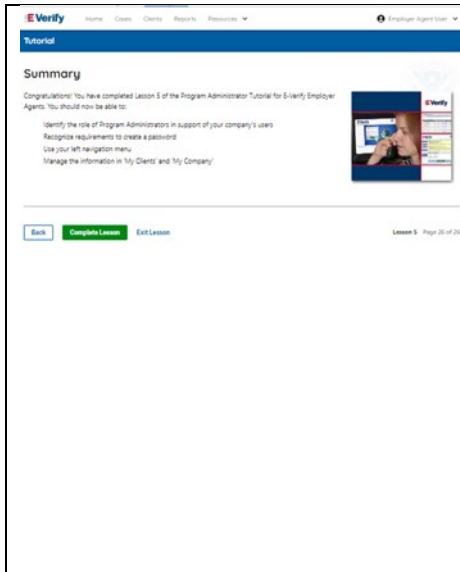 E-Verify Home Cases Clients Reports Resources Employer Agent User
Tutorial
Summary
Congratulations! You have completed Lesson 5 of the Program Administrator Tutorial for E-Verify Employer
Agents. You should now be able to:
Identify the role of Program Administrators in support of your company's users
Recognize requirements to create a password
Use your left navigation menu
Manage the information in 'My Clients' and 'My Company'
E-Verify
Back Complete Lesson Exit Lesson Lesson 5 Page 26 of 26